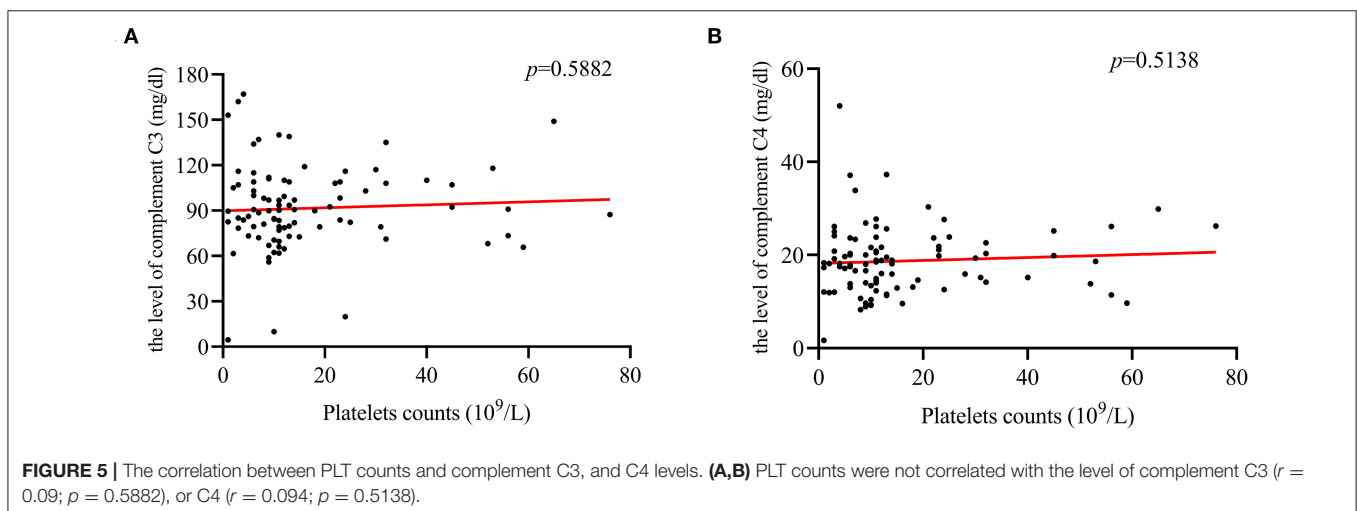 A
B
p=0.5882
p=0.5138
the level of complement C3 (mg/dl)
180
150
120
90
60
30
0
0 20 40 60 80
Platelets counts (10⁹/L)
the level of complement C4 (mg/dl)
60
40
20
0
0 20 40 60 80
Platelets counts (10⁹/L)
FIGURE 5 | The correlation between PLT counts and complement C3, and C4 levels. (A,B) PLT counts were not correlated with the level of complement C3 (r =
0.09; p = 0.5882), or C4 (r = 0.094; p = 0.5138).